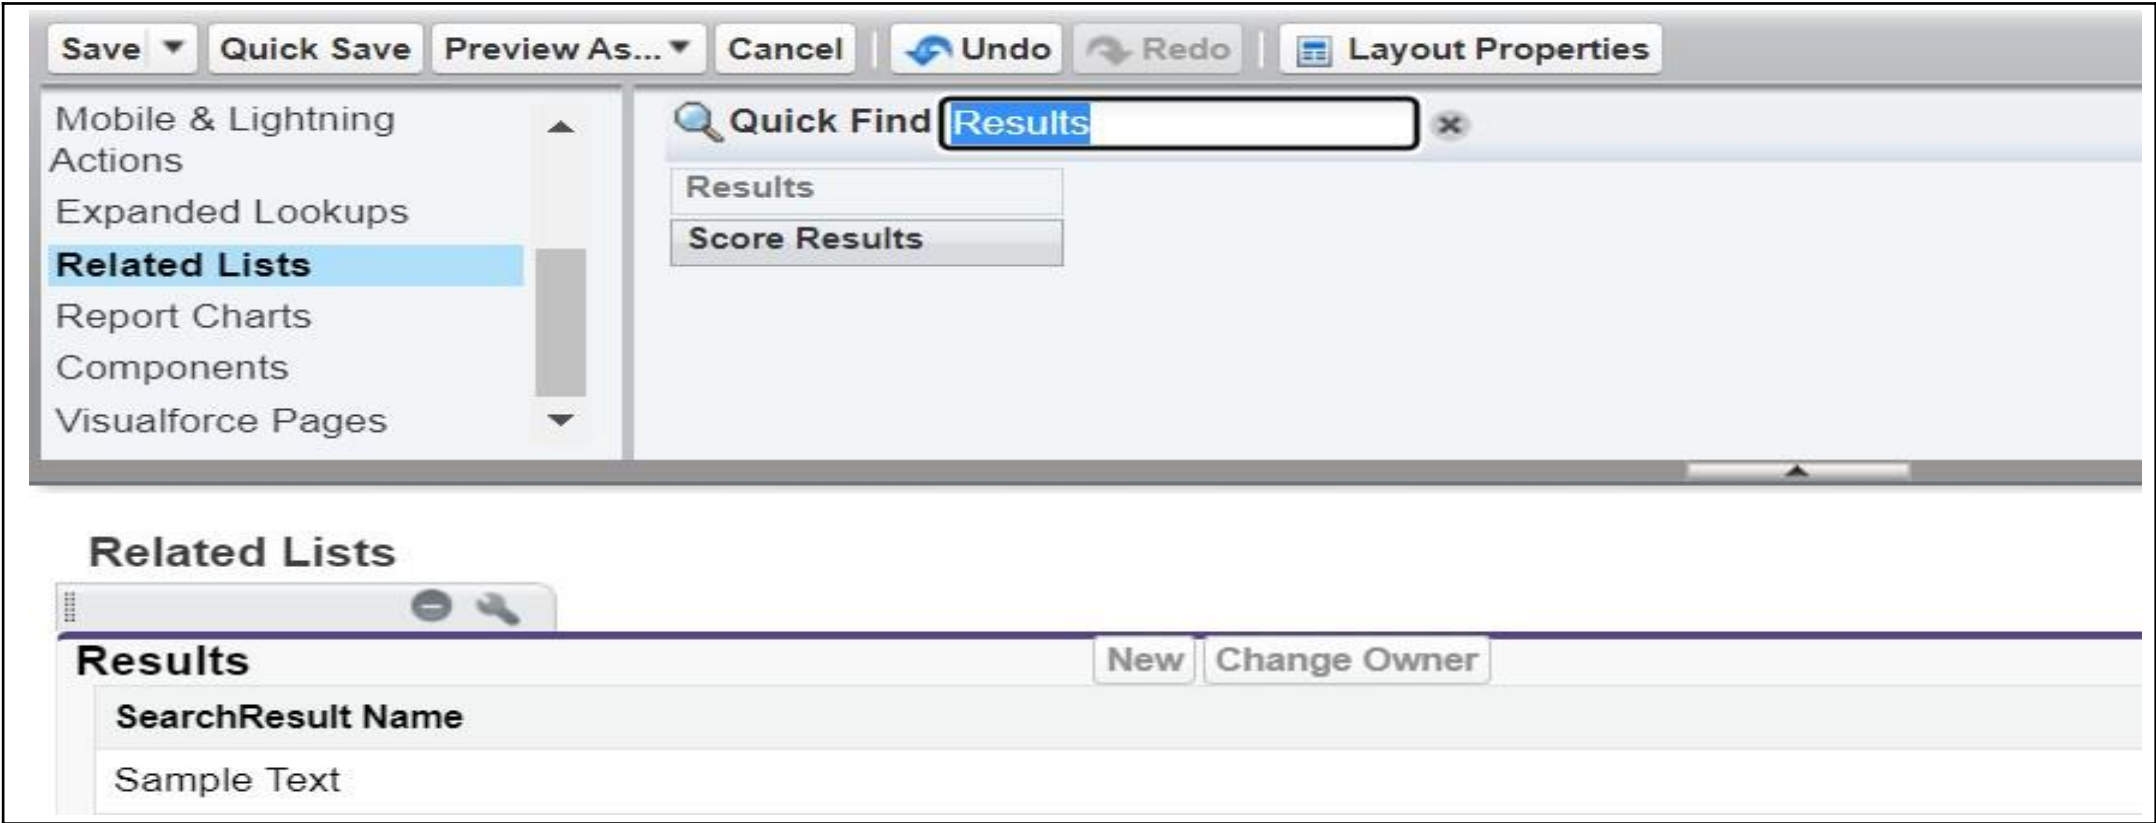 Save Quick Save Preview As... Cancel Undo Redo Layout Properties
Mobile & Lightning
Actions
Expanded Lookups
Related Lists
Report Charts
Components
Visualforce Pages
Quick Find Results
Results
Score Results
Related Lists
Results New Change Owner
SearchResult Name
Sample Text